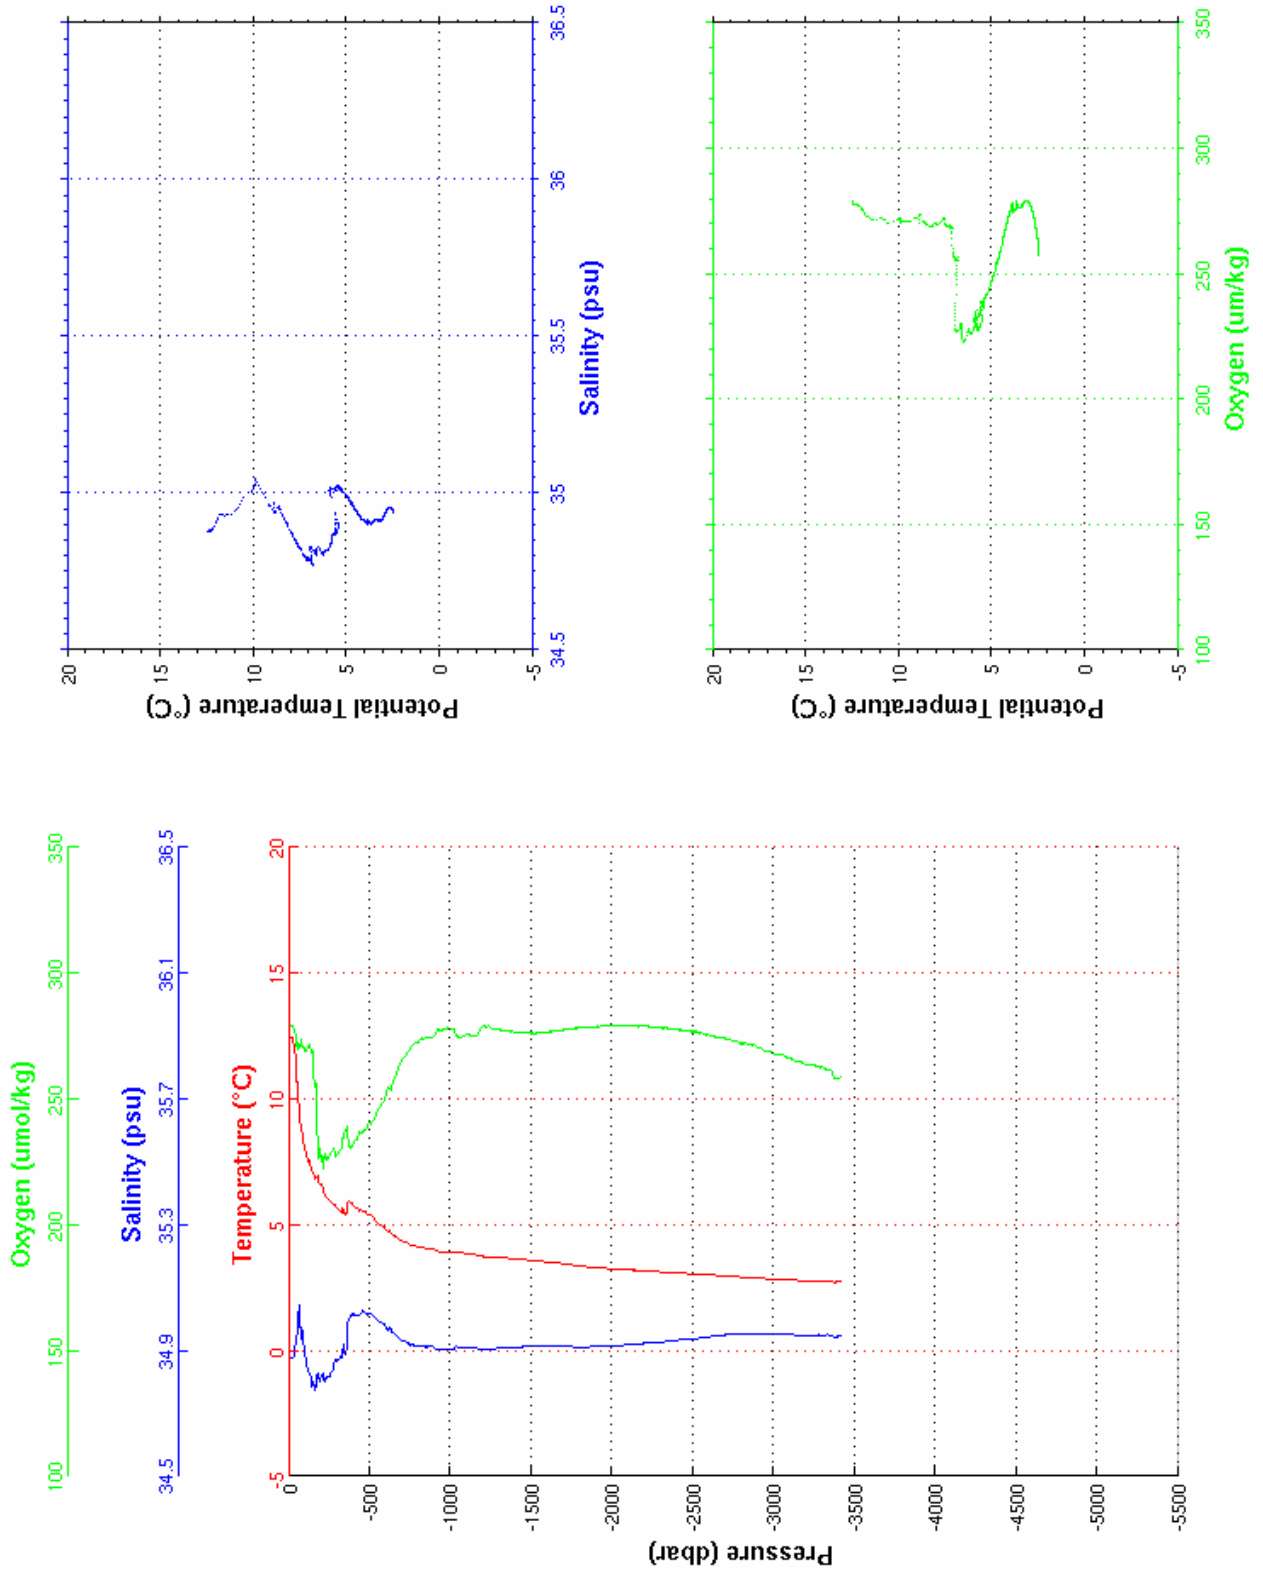 Oxygen (umol/kg)
100 150 200 250 300 350
Salinity (psu)
34.5 34.9 35.3 35.7 36.1 36.5
Temperature (°C)
-5 0 5 10 15 20
Pressure (dbar)
0
-500
-1000
-1500
-2000
-2500
-3000
-3500
-4000
-4500
-5000
-5500
Potential Temperature (°C)
20
15
10
5
0
-5
34.5 35 35.5 36 36.5
Salinity (psu)
Potential Temperature (°C)
20
15
10
5
0
-5
100 150 200 250 300 350
Oxygen (um/kg)